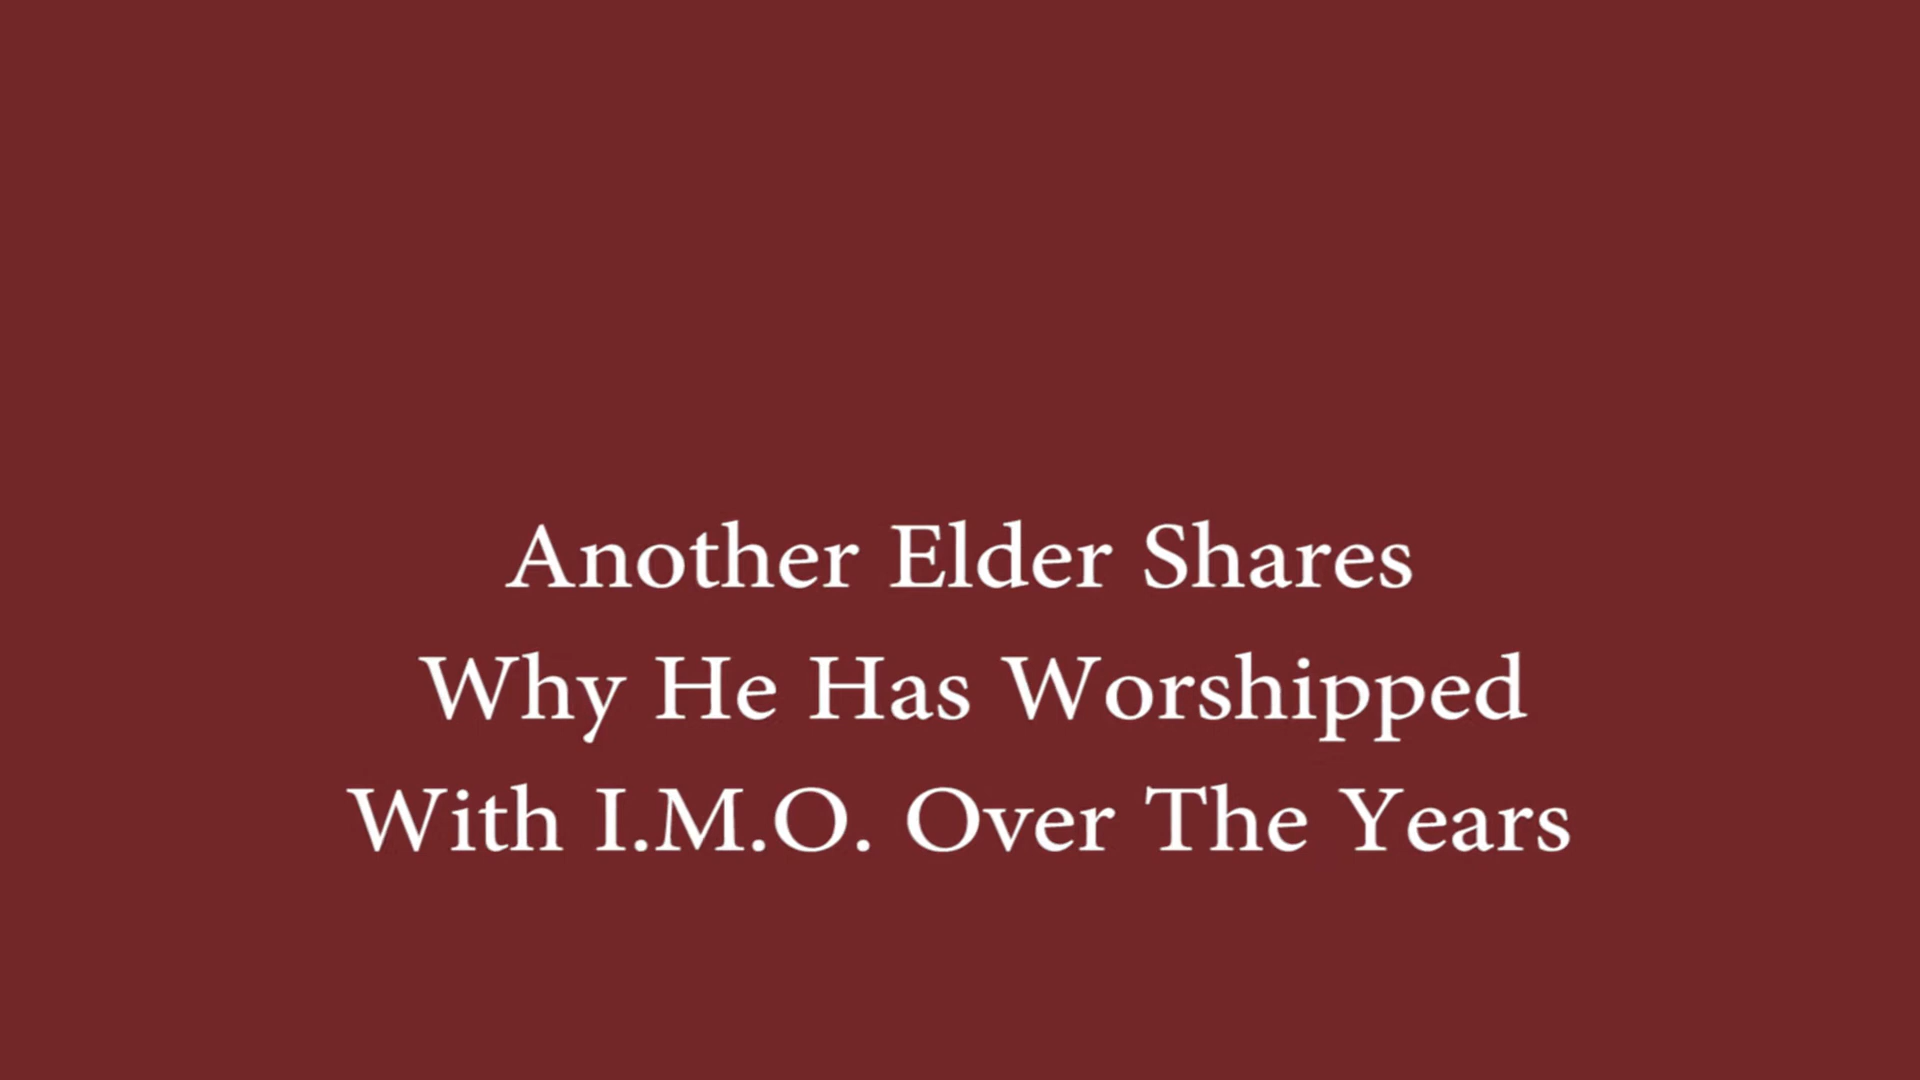 Another Elder Shares
Why He Has Worshipped
With I.M.O. Over The Years